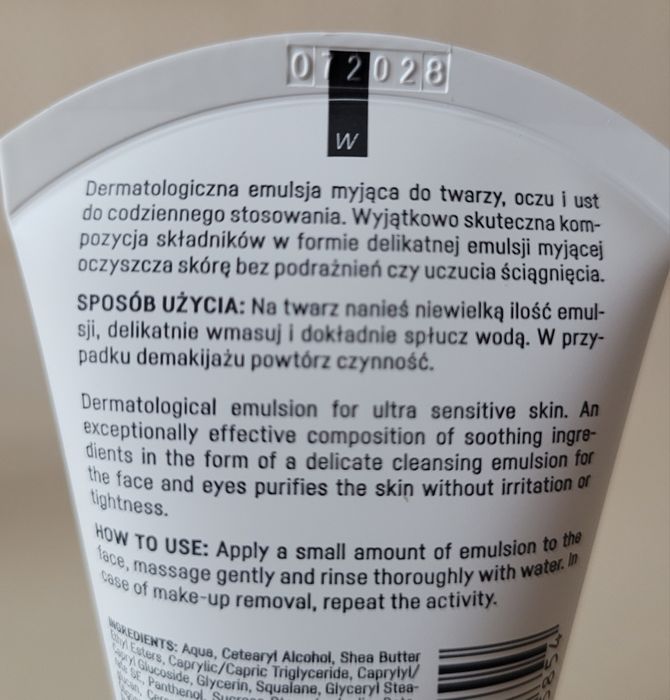 072028
W
Dermatologiczna emulsja myjąca do twarzy, oczu i ust
do codziennego stosowania. Wyjątkowo skuteczna kom-
pozycja składników w formie delikatnej emulsji myjącej
oczyszcza skórę bez podrażnień czy uczucia ściągnięcia.
SPOSÓB UŻYCIA: Na twarz nanieś niewielką ilość emul-
sji, delikatnie wmasuj i dokładnie spłucz wodą. W przy-
padku demakijażu powtórz czynność.
Dermatological emulsion for ultra sensitive skin. An
exceptionally effective composition of soothing ingre-
dients in the form of a delicate cleansing emulsion for
the face and eyes purifies the skin without irritation or
tightness.
HOW TO USE: Apply a small amount of emulsion to the
face, massage gently and rinse thoroughly with water. In
case of make-up removal, repeat the activity.
INGREDIENTS: Aqua, Cetearyl Alcohol, Shea Butter
Ethyl Esters, Caprylic/Capric Triglyceride, Caprylyl/
Capryl Glucoside, Glycerin, Squalane, Glyceryl Stea-
rate SE, Panthenol,